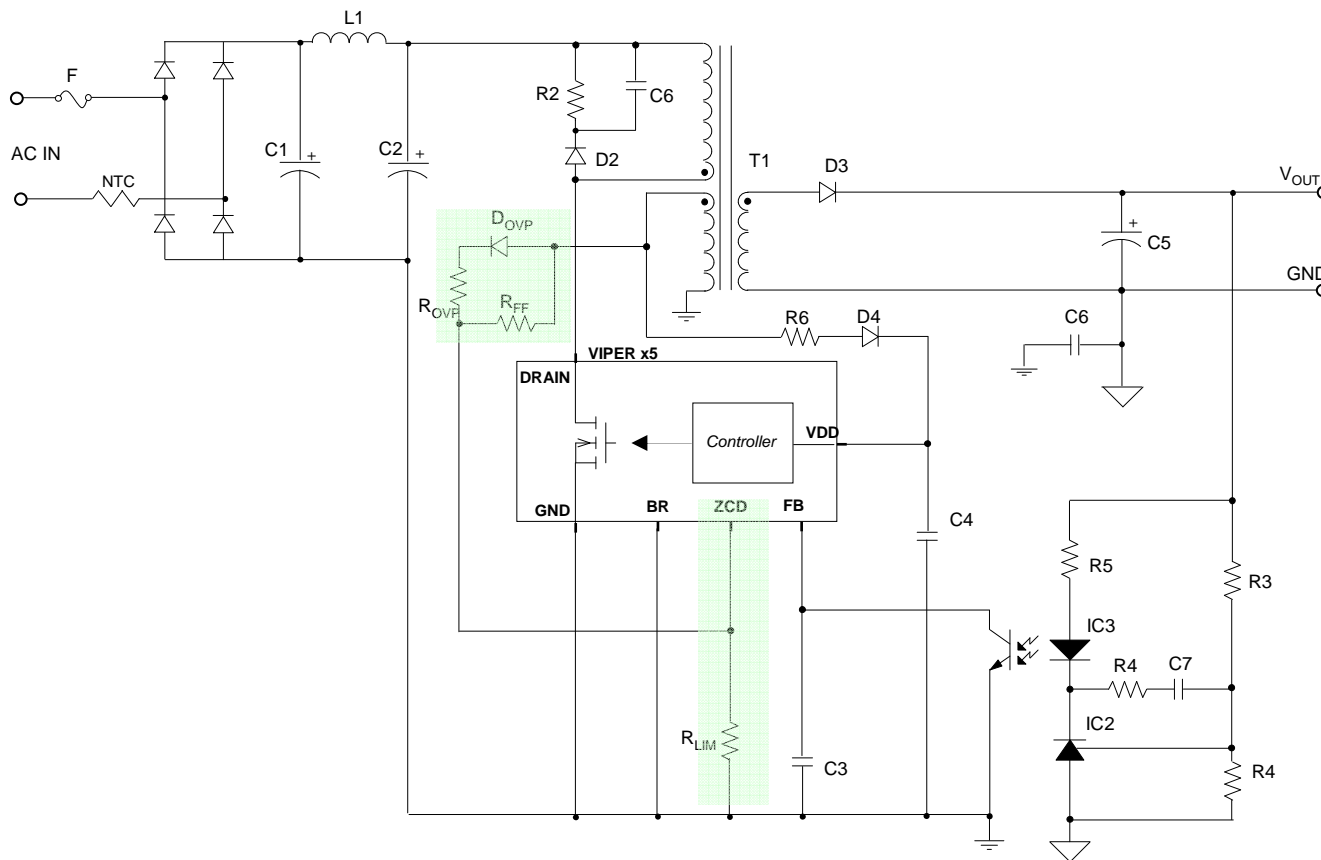 L1
F
R2
C6
AC IN
C1
+
C2
+
D2
T1
D3
NTC
V_OUT
D_OVP
+
C5
GND
R_OVP
R_FF
R6
D4
C6
VIPER x5
DRAIN
Controller
VDD
GND
BR
ZCD
FB
C4
R5
R3
IC3
R4
C7
IC2
R_LIM
C3
R4